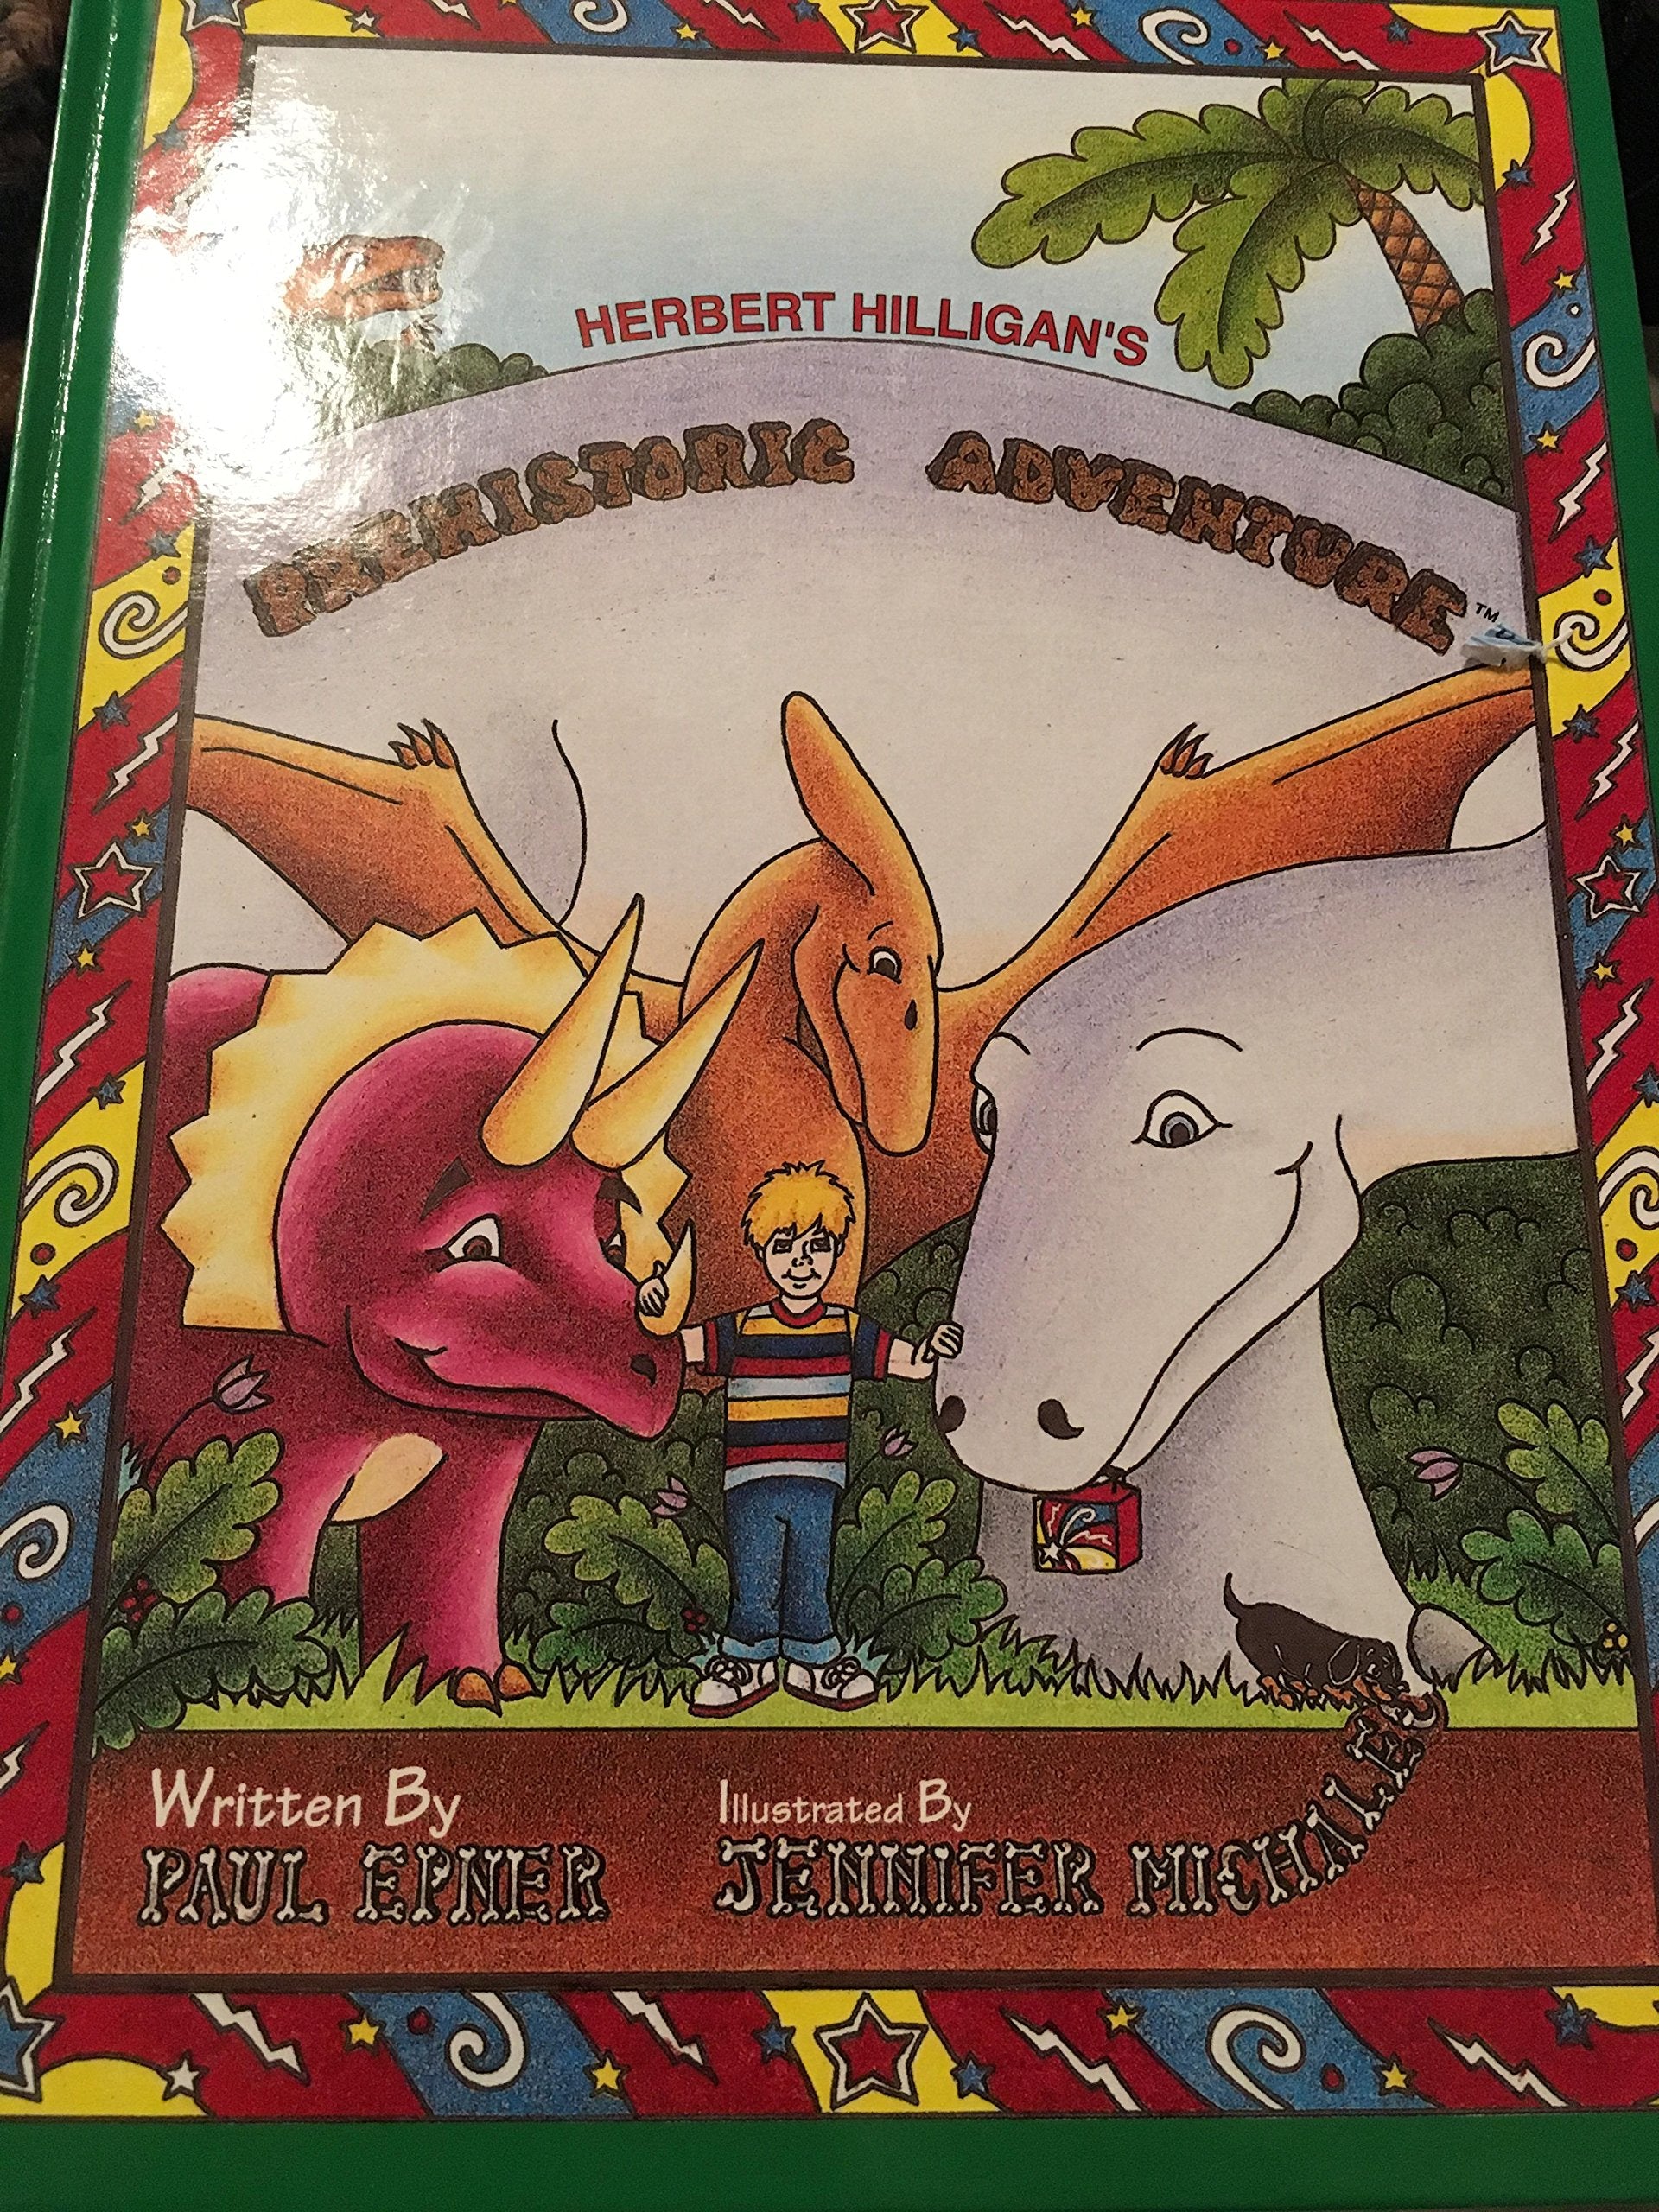 HERBERT HILLIGAN'S
PREHISTORIC ADVENTURE™
Written By
PAUL EPNER
Illustrated By
JENNIFER MICHALEC